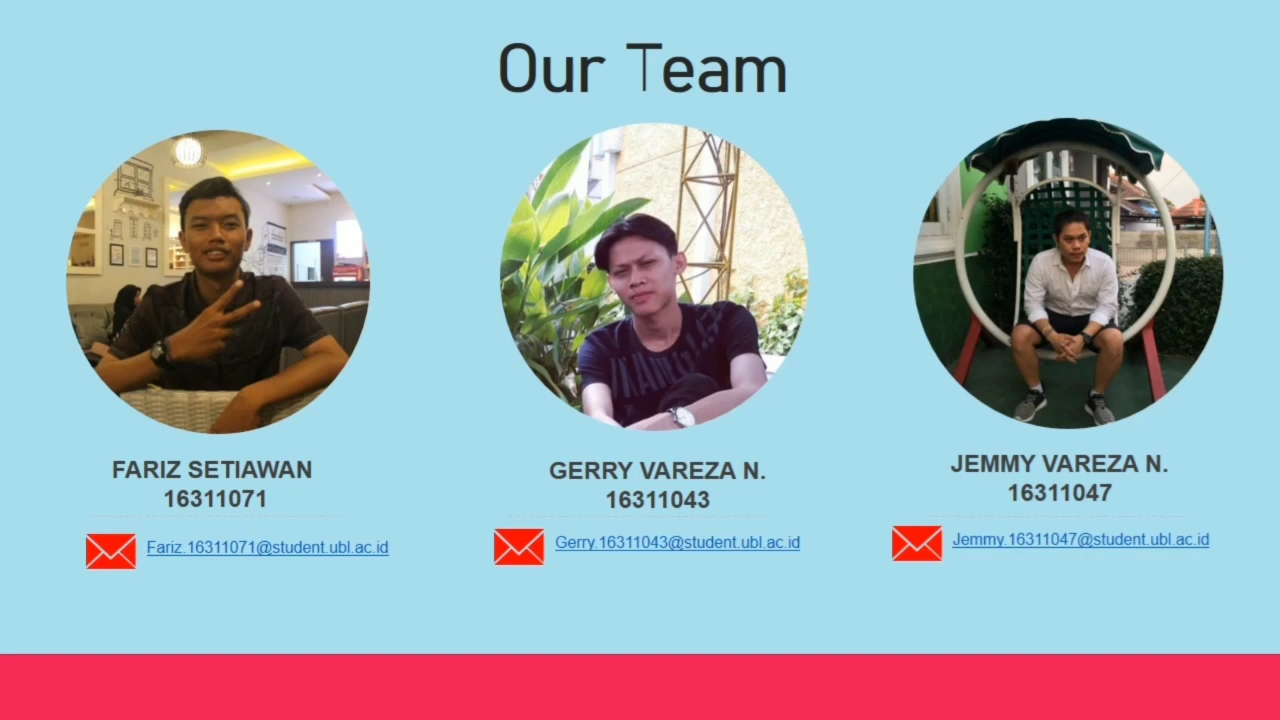 Our Team
FARIZ SETIAWAN
16311071
Fariz.16311071@student.ubl.ac.id
GERRY VAREZA N.
16311043
Gerry.16311043@student.ubl.ac.id
JEMMY VAREZA N.
16311047
Jemmy.16311047@student.ubl.ac.id